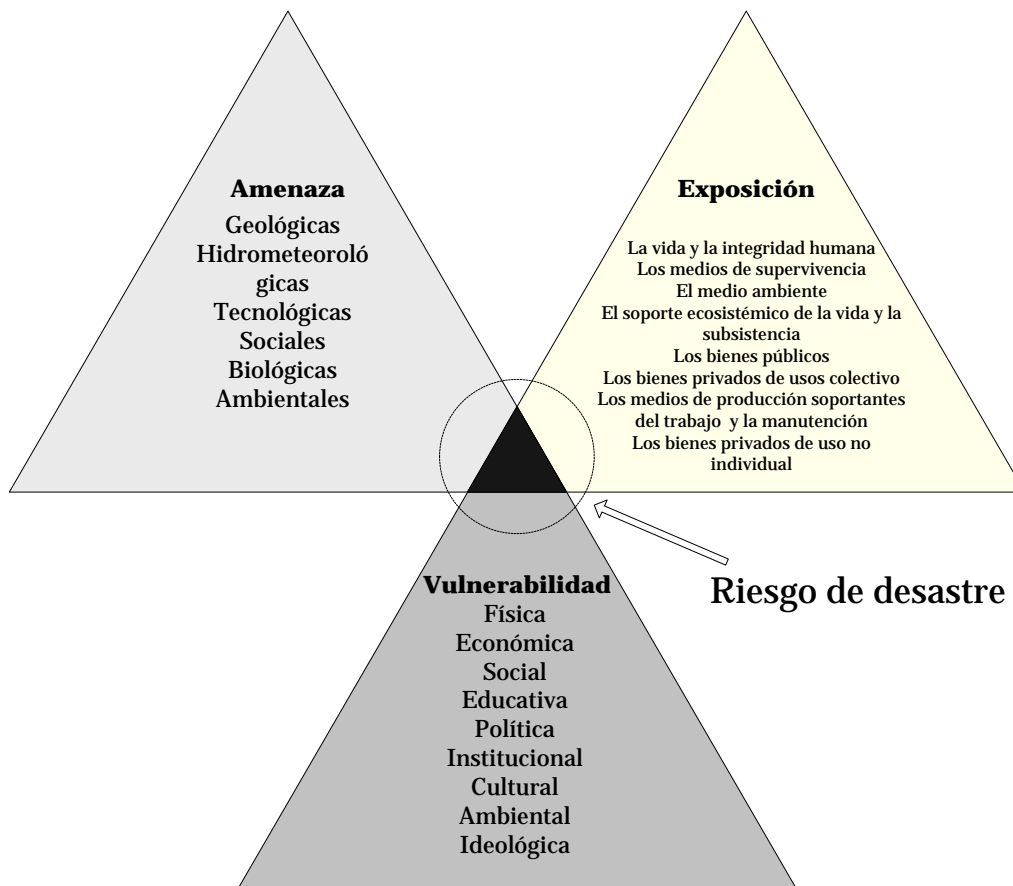 Amenaza
Geológicas
Hidrometeoroló
gicas
Tecnológicas
Sociales
Biológicas
Ambientales
Exposición
La vida y la integridad humana
Los medios de supervivencia
El medio ambiente
El soporte ecosistémico de la vida y la
subsistencia
Los bienes públicos
Los bienes privados de usos colectivo
Los medios de producción soportantes
del trabajo y la manutención
Los bienes privados de uso no
individual
Vulnerabilidad
Física
Económica
Social
Educativa
Política
Institucional
Cultural
Ambiental
Ideológica
Riesgo de desastre